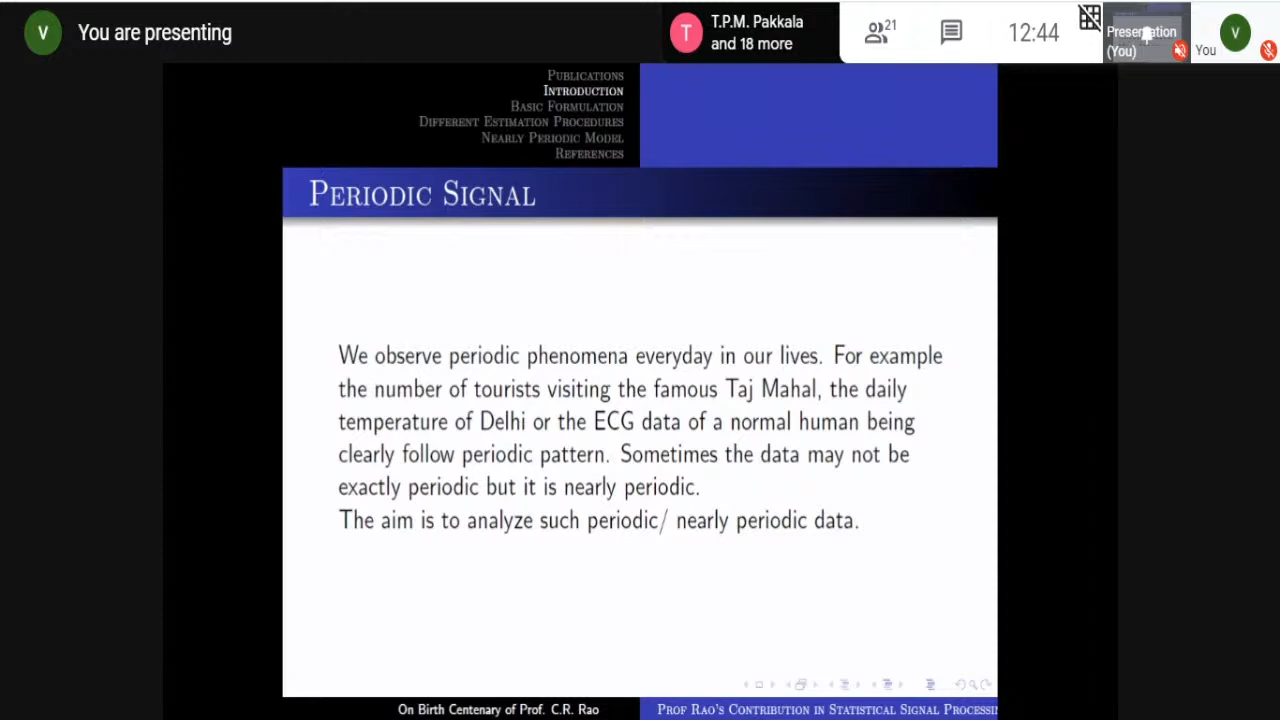 V
You are presenting
T
T.P.M. Pakkala
and 18 more
21
12:44
Presentation
(You)
You
V
PUBLICATIONS
INTRODUCTION
BASIC FORMULATION
DIFFERENT ESTIMATION PROCEDURES
NEARLY PERIODIC MODEL
REFERENCES
PERIODIC SIGNAL
We observe periodic phenomena everyday in our lives. For example
the number of tourists visiting the famous Taj Mahal, the daily
temperature of Delhi or the ECG data of a normal human being
clearly follow periodic pattern. Sometimes the data may not be
exactly periodic but it is nearly periodic.
The aim is to analyze such periodic/ nearly periodic data.
On Birth Centenary of Prof. C.R. Rao
PROF RAO'S CONTRIBUTION IN STATISTICAL SIGNAL PROCESSIN